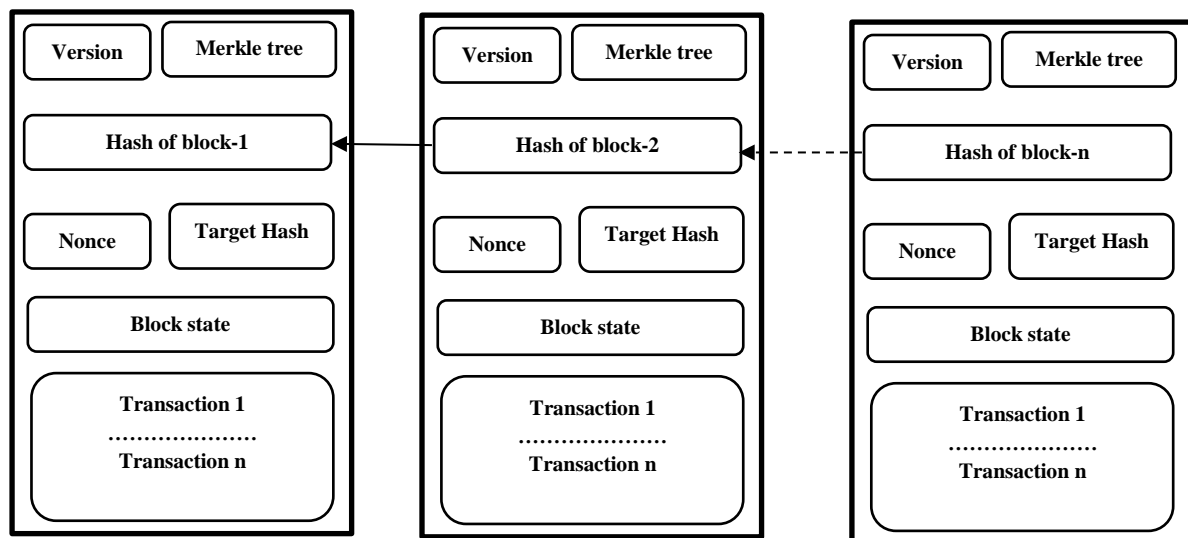 Version
Merkle tree
Hash of block-1
Nonce
Target Hash
Block state
Transaction 1
…………………
Transaction n
Version
Merkle tree
Hash of block-2
Nonce
Target Hash
Block state
Transaction 1
…………………
Transaction n
Version
Merkle tree
Hash of block-n
Nonce
Target Hash
Block state
Transaction 1
…………………
Transaction n